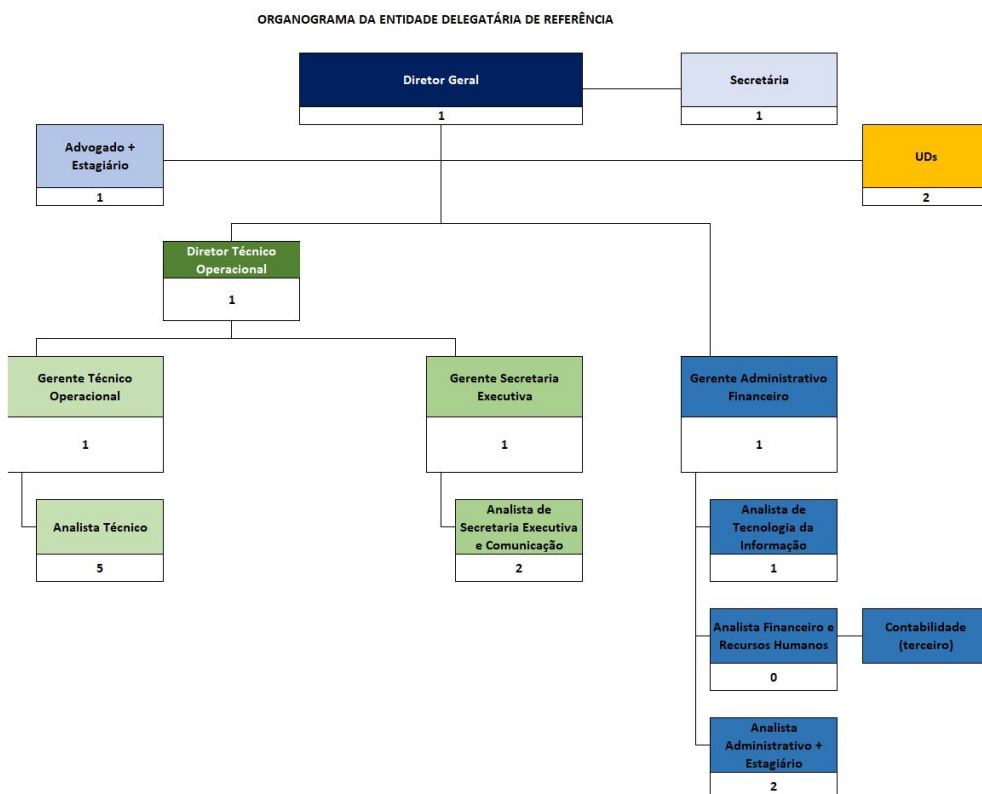 ORGANOGRAMA DA ENTIDADE DELEGATÁRIA DE REFERÊNCIA
Diretor Geral
1
Secretária
1
Advogado +
Estagiário
1
UDs
2
Diretor Técnico
Operacional
1
Gerente Técnico
Operacional
1
Gerente Secretaria
Executiva
1
Gerente Administrativo
Financeiro
1
Analista Técnico
5
Analista de
Secretaria Executiva
e Comunicação
2
Analista de
Tecnologia da
Informação
1
Analista Financeiro e
Recursos Humanos
0
Contabilidade
(terceiro)
Analista
Administrativo +
Estagiário
2